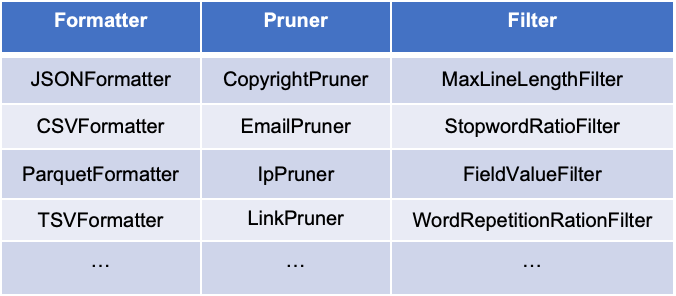 Formatter Pruner Filter
JSONFormatter CopyrightPruner MaxLineLengthFilter
CSVFormatter EmailPruner StopwordRatioFilter
ParquetFormatter IpPruner FieldValueFilter
TSVFormatter LinkPruner WordRepetitionRationFilter
… … …